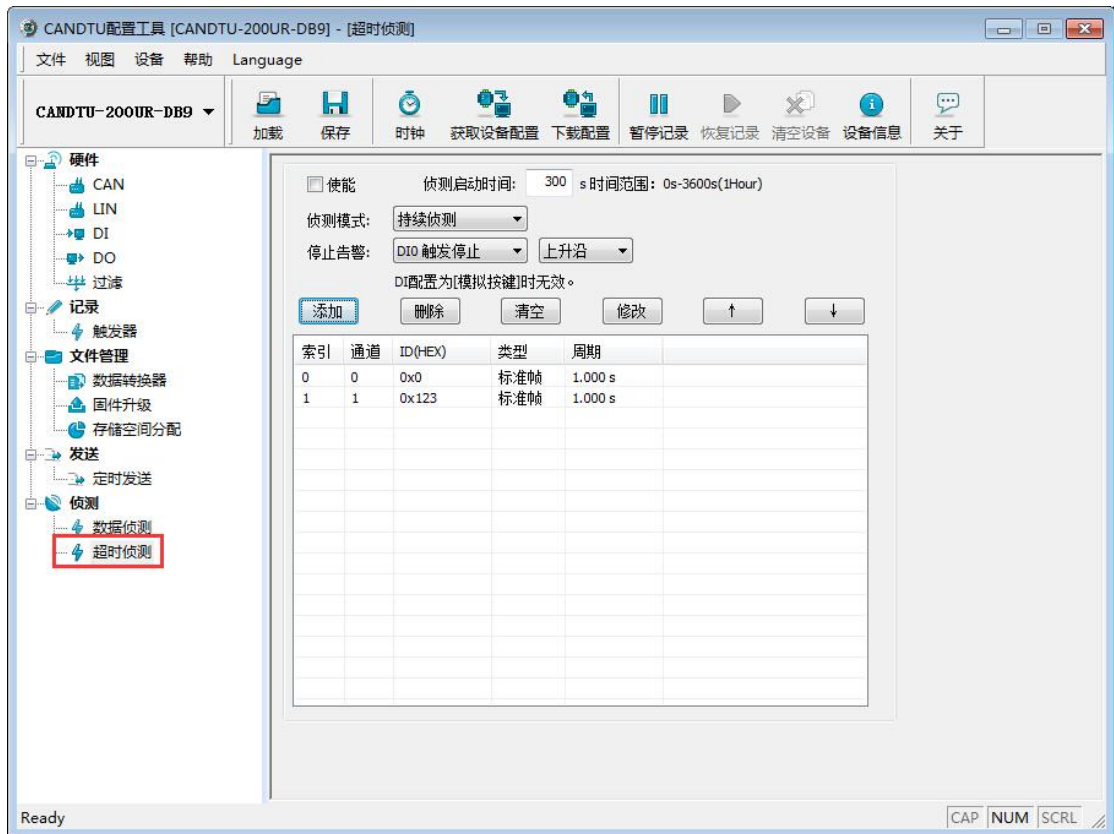 CANDTU配置工具 [CANDTU-200UR-DB9] - [超时侦测]
文件 视图 设备 帮助 Language
CANDTU-200UR-DB9
加载 保存 时钟 获取设备配置 下载配置 暂停记录 恢复记录 清空设备 设备信息 关于
硬件
CAN
LIN
DI
DO
过滤
记录
触发器
文件管理
数据转换器
固件升级
存储空间分配
发送
定时发送
侦测
数据侦测
超时侦测
使能 侦测启动时间: 300 s 时间范围: 0s-3600s(1Hour)
侦测模式: 持续侦测
停止告警: DI0 触发停止 上升沿
DI配置为[模拟按键]时无效。
添加 删除 清空 修改 ↑ ↓
索引 通道 ID(HEX) 类型 周期
0 0 0x0 标准帧 1.000 s
1 1 0x123 标准帧 1.000 s
Ready CAP NUM SCRL